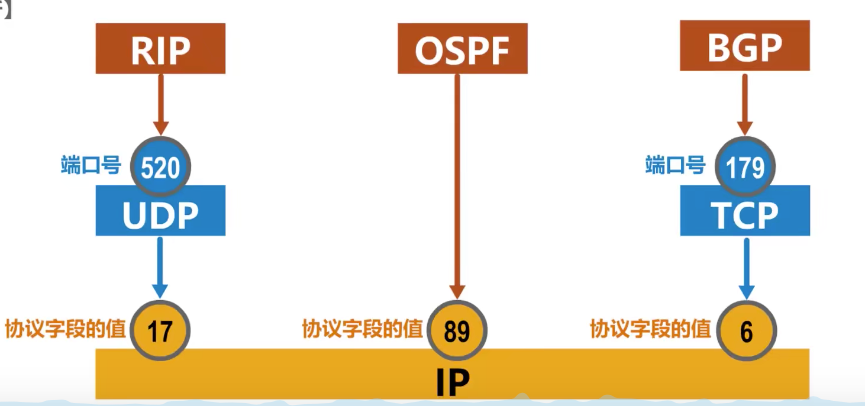 】
RIP
OSPF
BGP
端口号
520
端口号
179
UDP
TCP
协议字段的值
17
协议字段的值
89
协议字段的值
6
IP